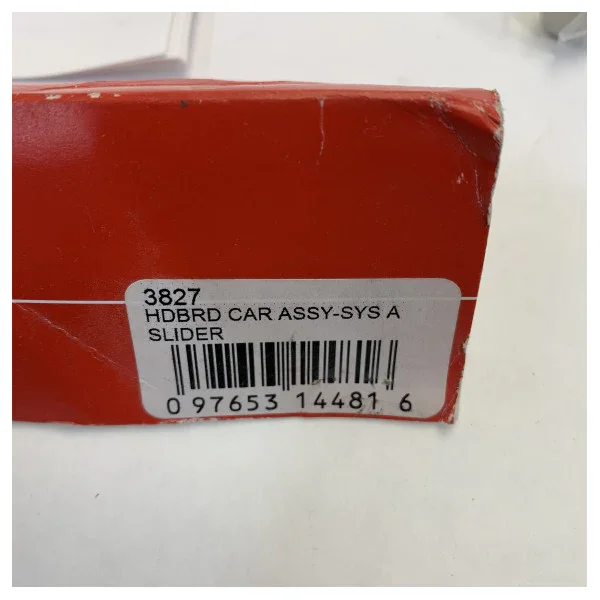 3827
HDBRD CAR ASSY-SYS A
SLIDER
0 97653 14481 6